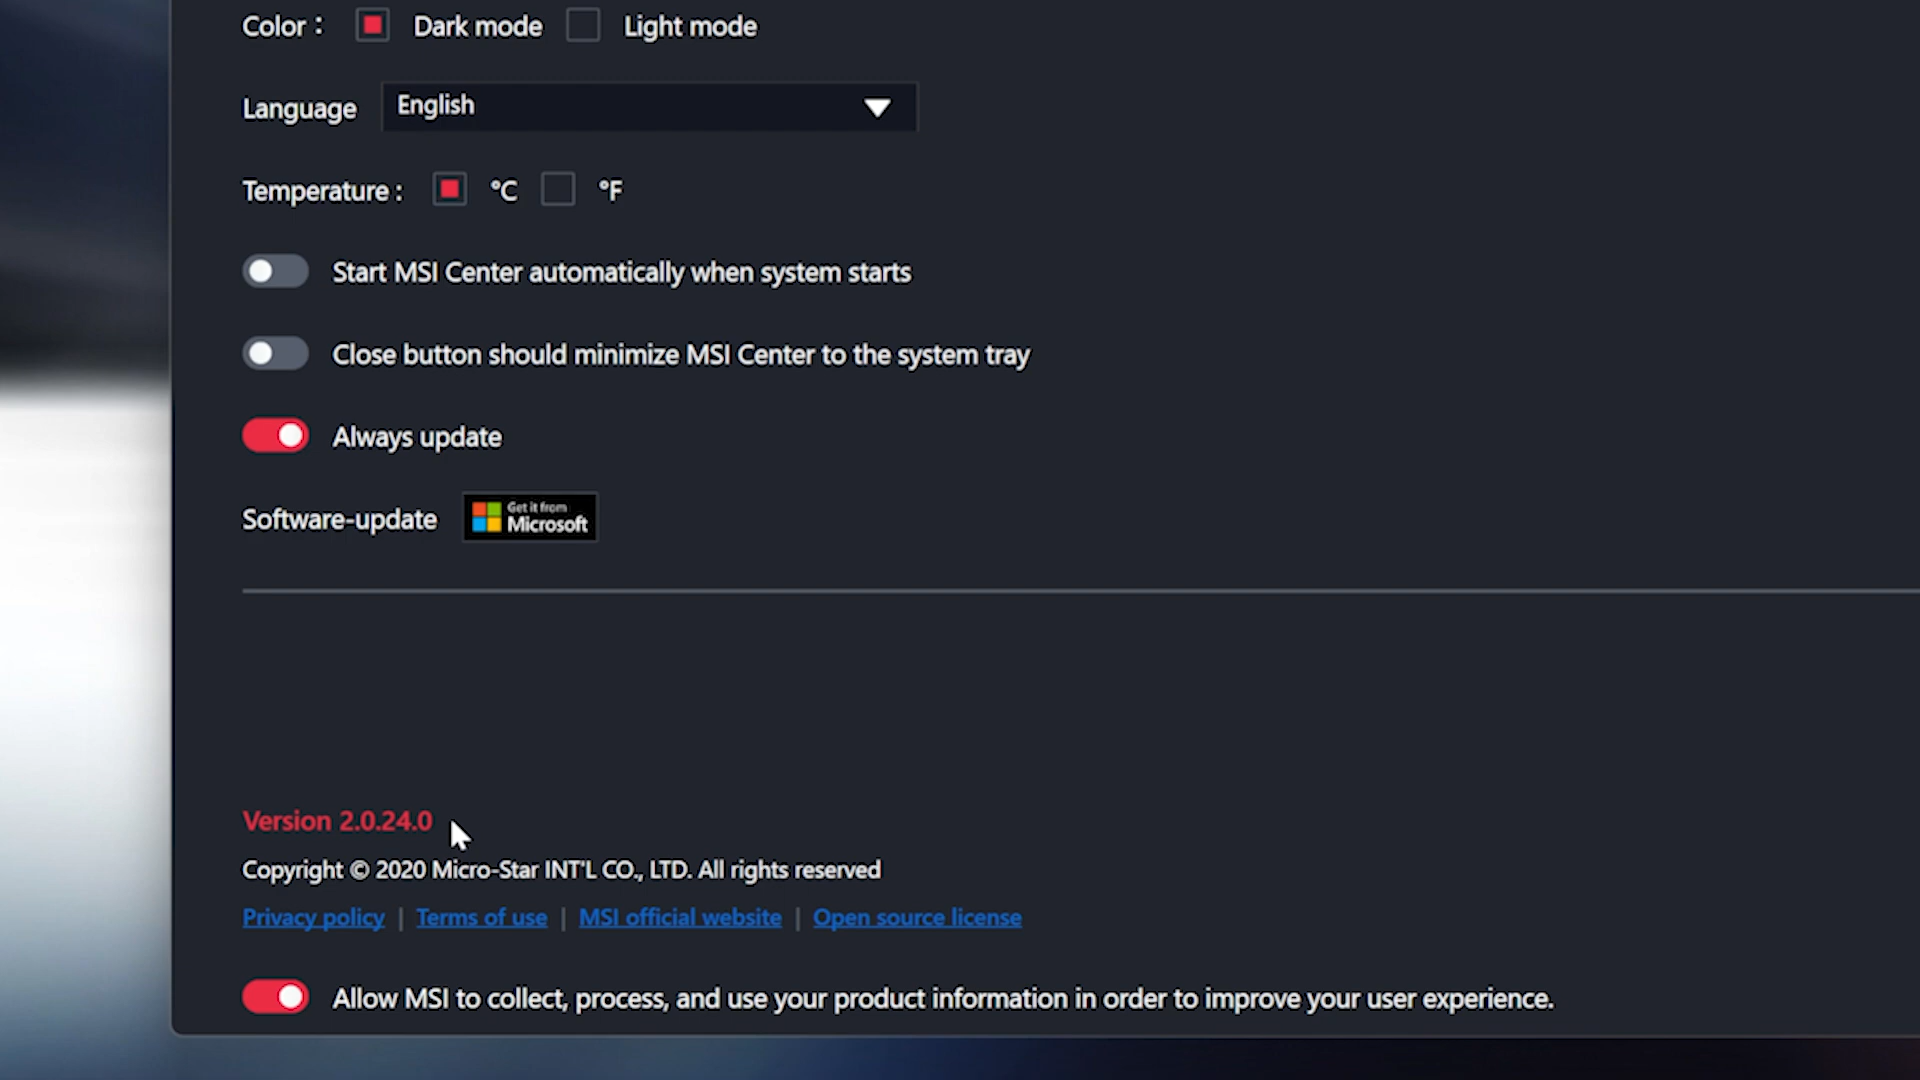 Color : Dark mode Light mode
Language English
Temperature : °C °F
Start MSI Center automatically when system starts
Close button should minimize MSI Center to the system tray
Always update
Software-update Get it from Microsoft
Version 2.0.24.0
Copyright © 2020 Micro-Star INT'L CO., LTD. All rights reserved
Privacy policy | Terms of use | MSI official website | Open source license
Allow MSI to collect, process, and use your product information in order to improve your user experience.